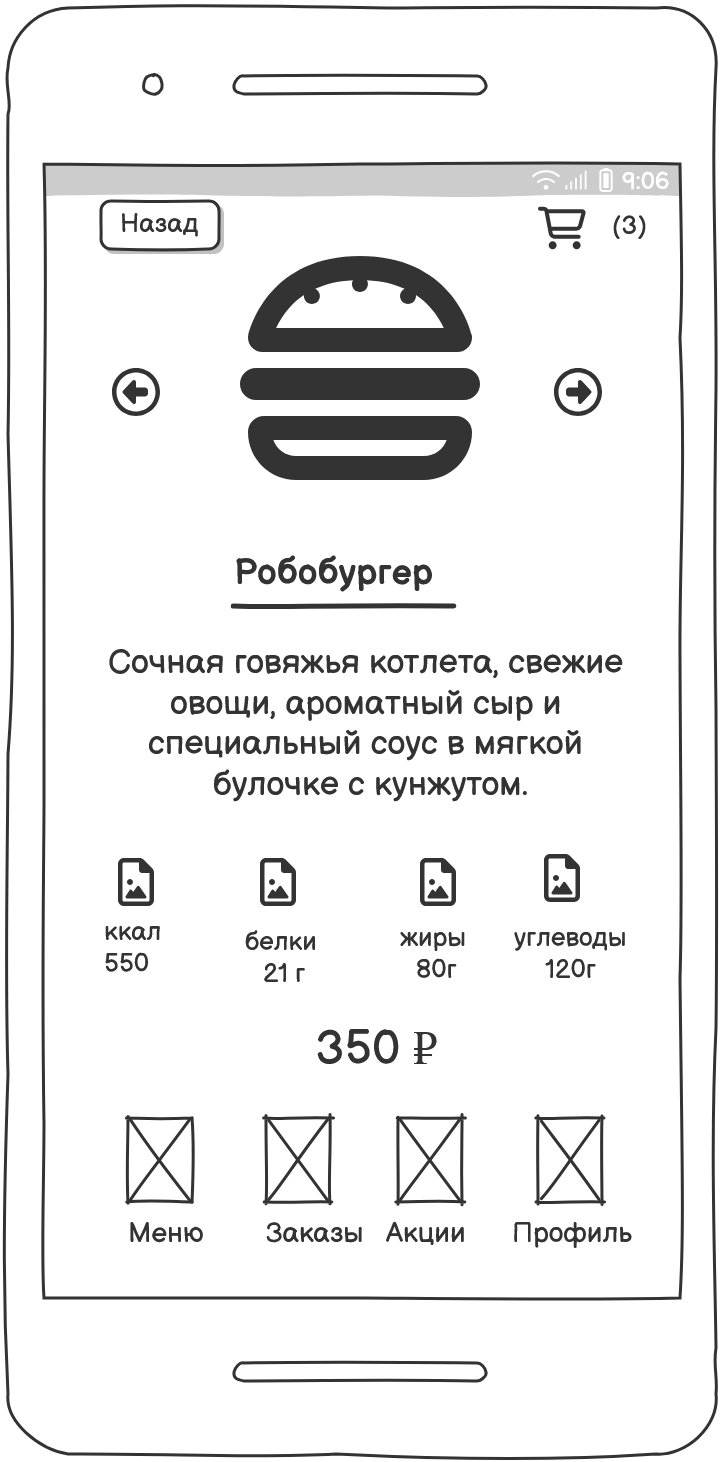 9:06
Назад
(3)
Робобургер
Сочная говяжья котлета, свежие
овощи, ароматный сыр и
специальный соус в мягкой
булочке с кунжутом.
ккал белки жиры углеводы
550 21 г 80г 120г
350 ₽
Меню Заказы Акции Профиль